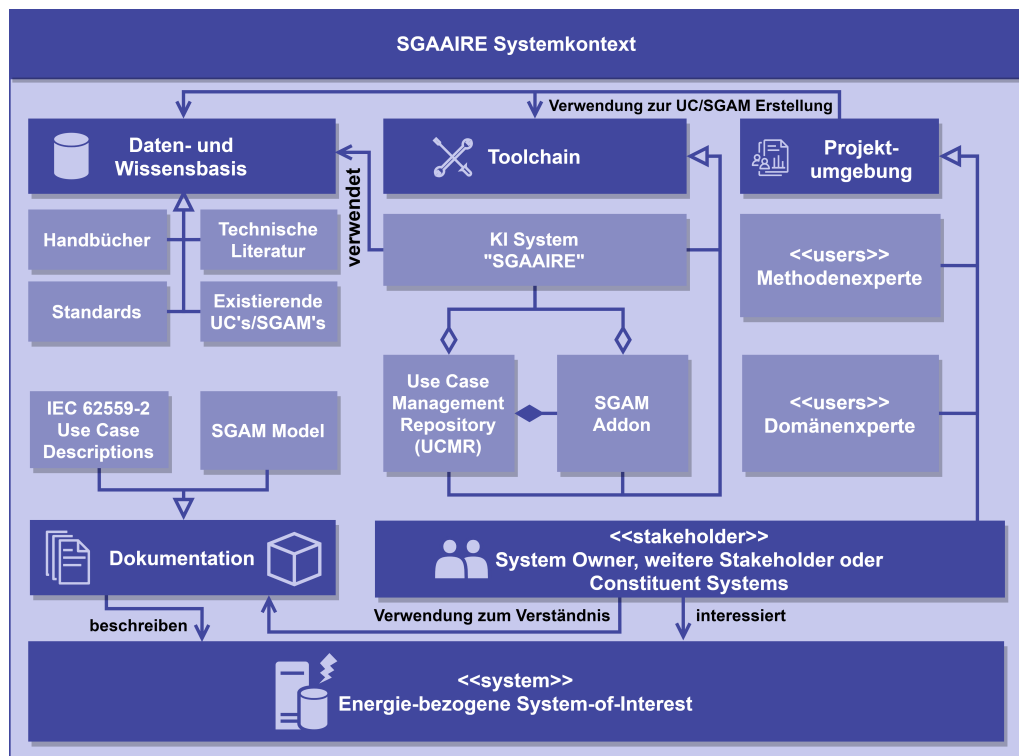 SGAAIRE Systemkontext
Verwendung zur UC/SGAM Erstellung
Daten- und
Wissensbasis
Toolchain
Projekt-
umgebung
verwendet
Handbücher
Technische
Literatur
Standards
Existierende
UC's/SGAM's
KI System
"SGAAIRE"
<<users>>
Methodenexperte
Use Case
Management
Repository
(UCMR)
SGAM
Addon
<<users>>
Domänenxperte
IEC 62559-2
Use Case
Descriptions
SGAM Model
Dokumentation
<<stakeholder>>
System Owner, weitere Stakeholder oder
Constituent Systems
beschreiben
Verwendung zum Verständnis
interessiert
<<system>>
Energie-bezogene System-of-Interest